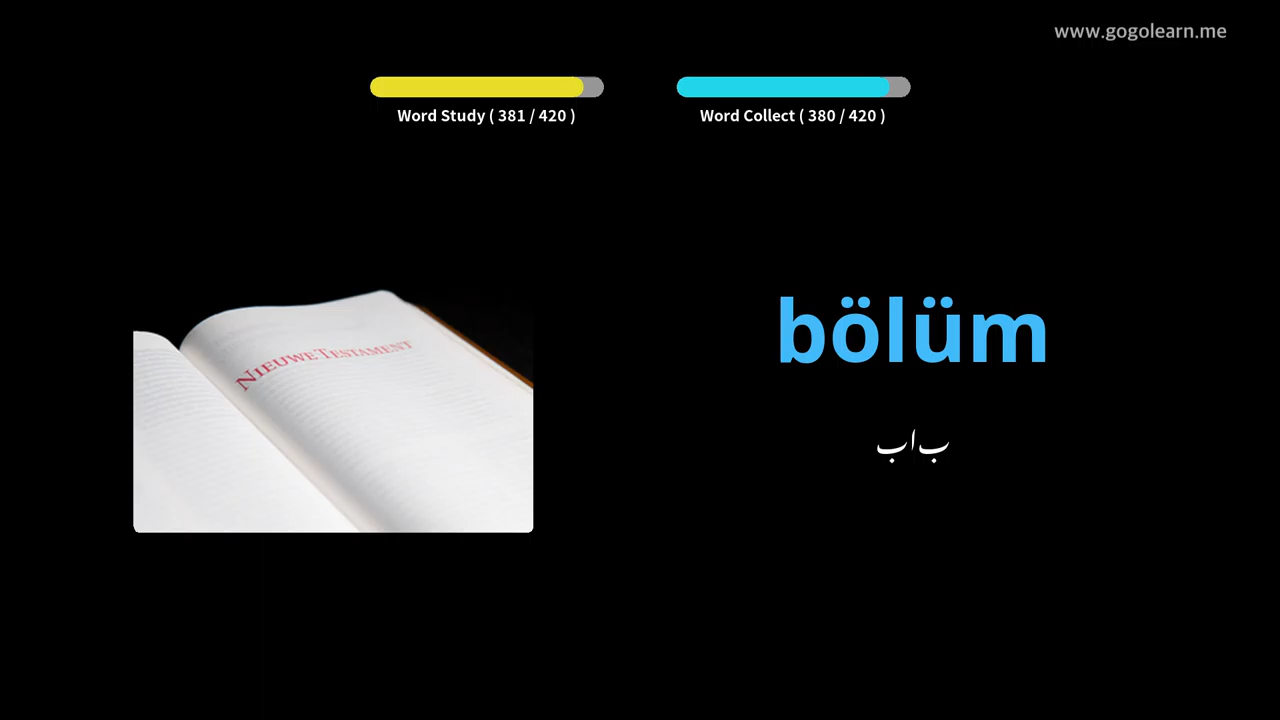 www.gogolearn.me
Word Study ( 381 / 420 )
Word Collect ( 380 / 420 )
NIEUWE TESTAMENT
bölüm
باب